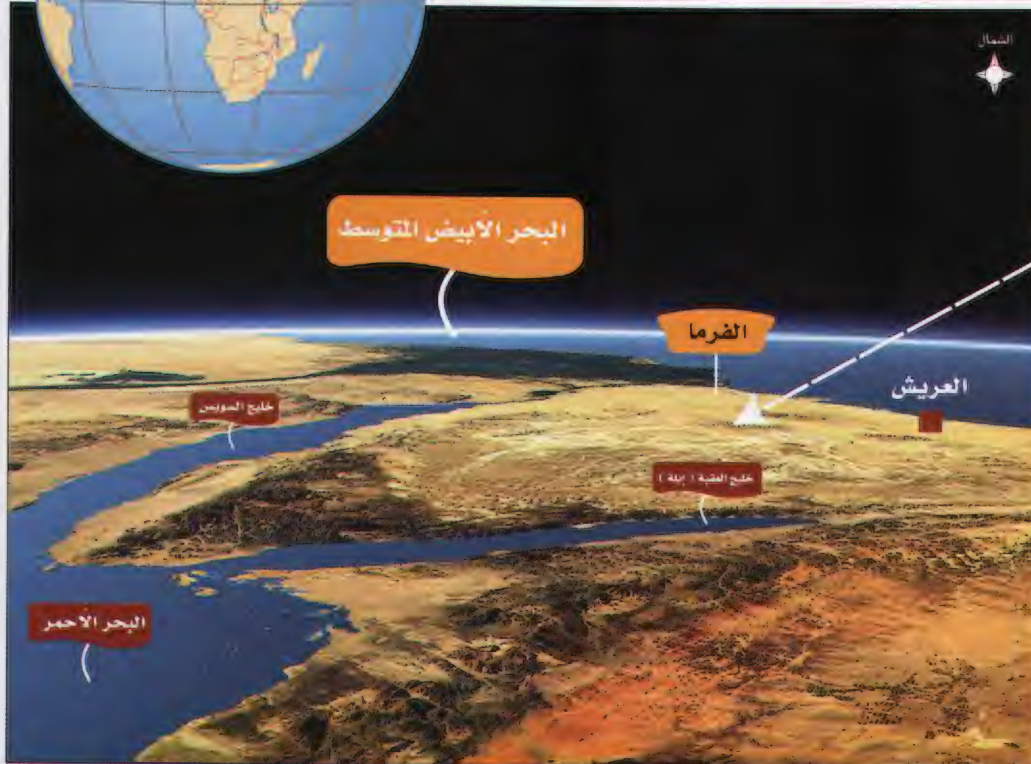 الشمال
البحر الأبيض المتوسط
الفرما
العريش
خليج السويس
خليج العقبة ( إيلة )
البحر الأحمر